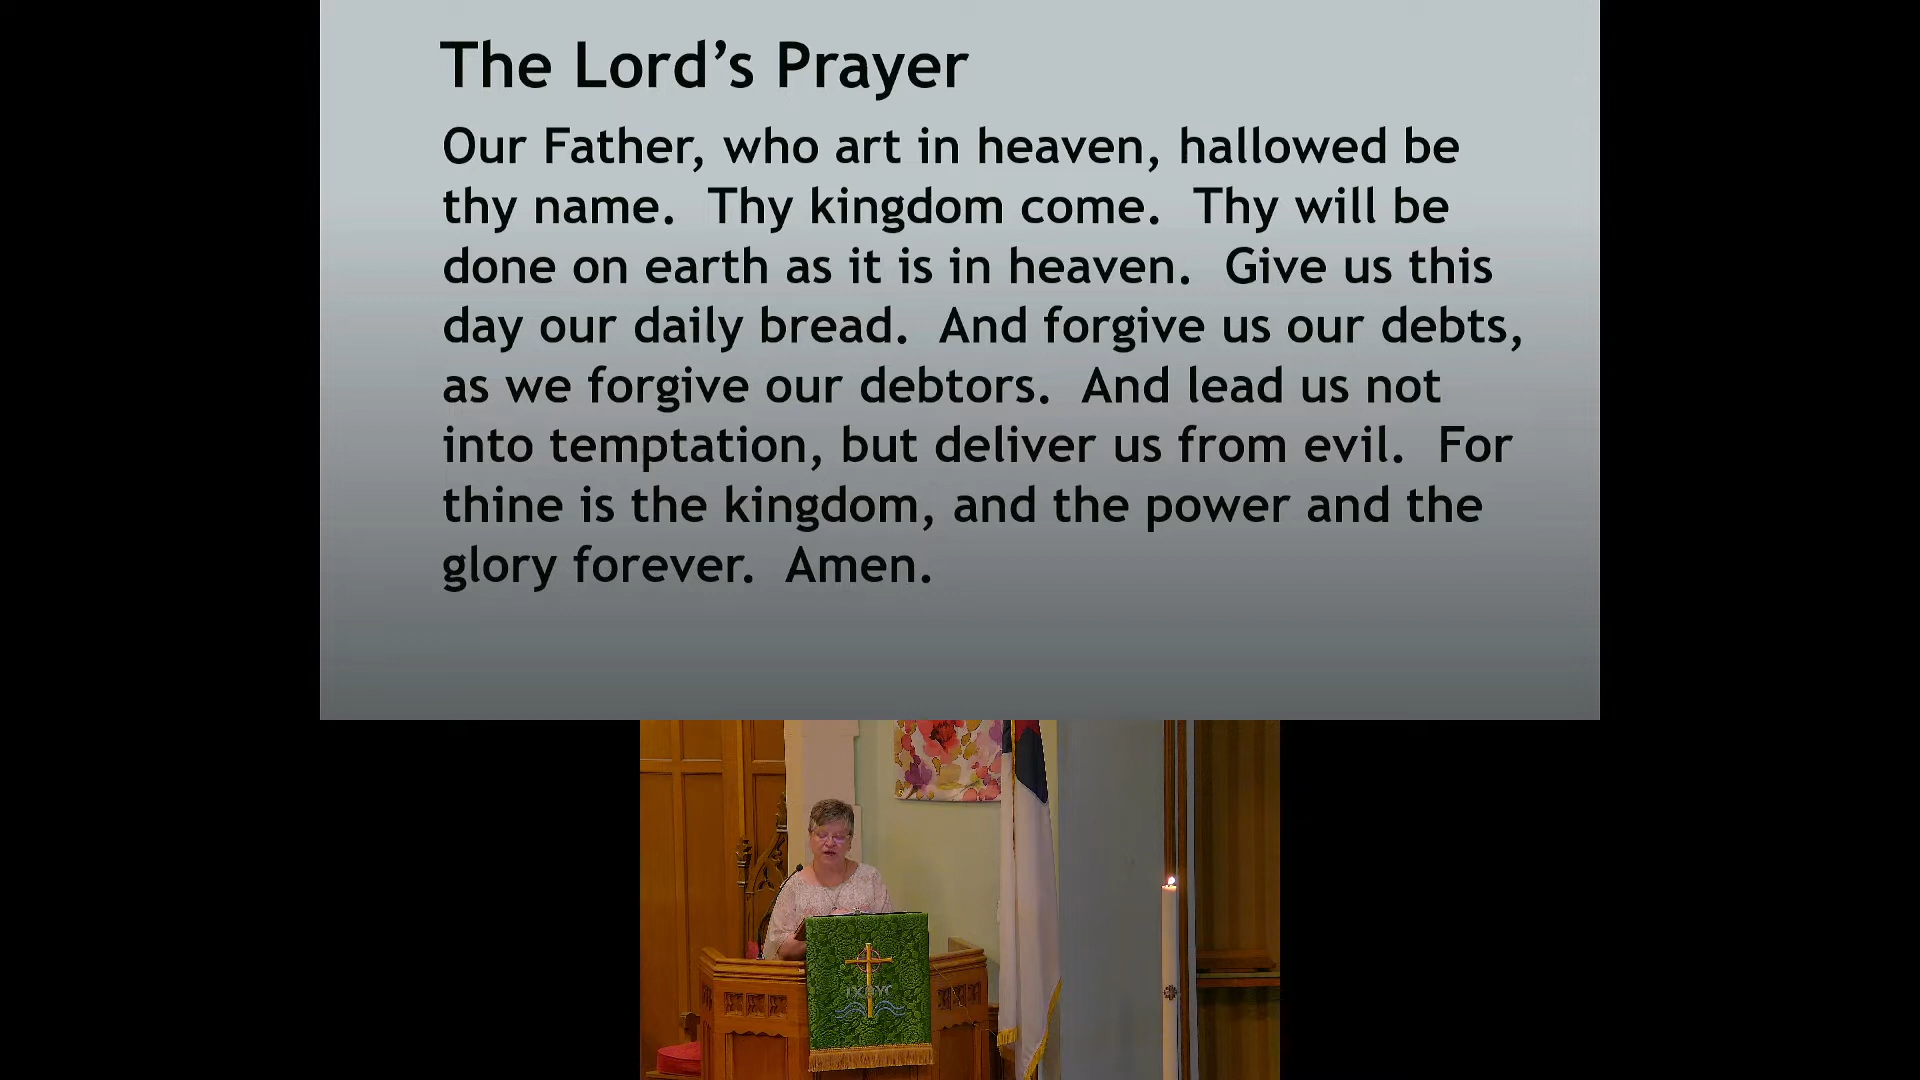 The Lord’s Prayer
Our Father, who art in heaven, hallowed be
thy name.  Thy kingdom come.  Thy will be
done on earth as it is in heaven.  Give us this
day our daily bread.  And forgive us our debts,
as we forgive our debtors.  And lead us not
into temptation, but deliver us from evil.  For
thine is the kingdom, and the power and the
glory forever.  Amen.